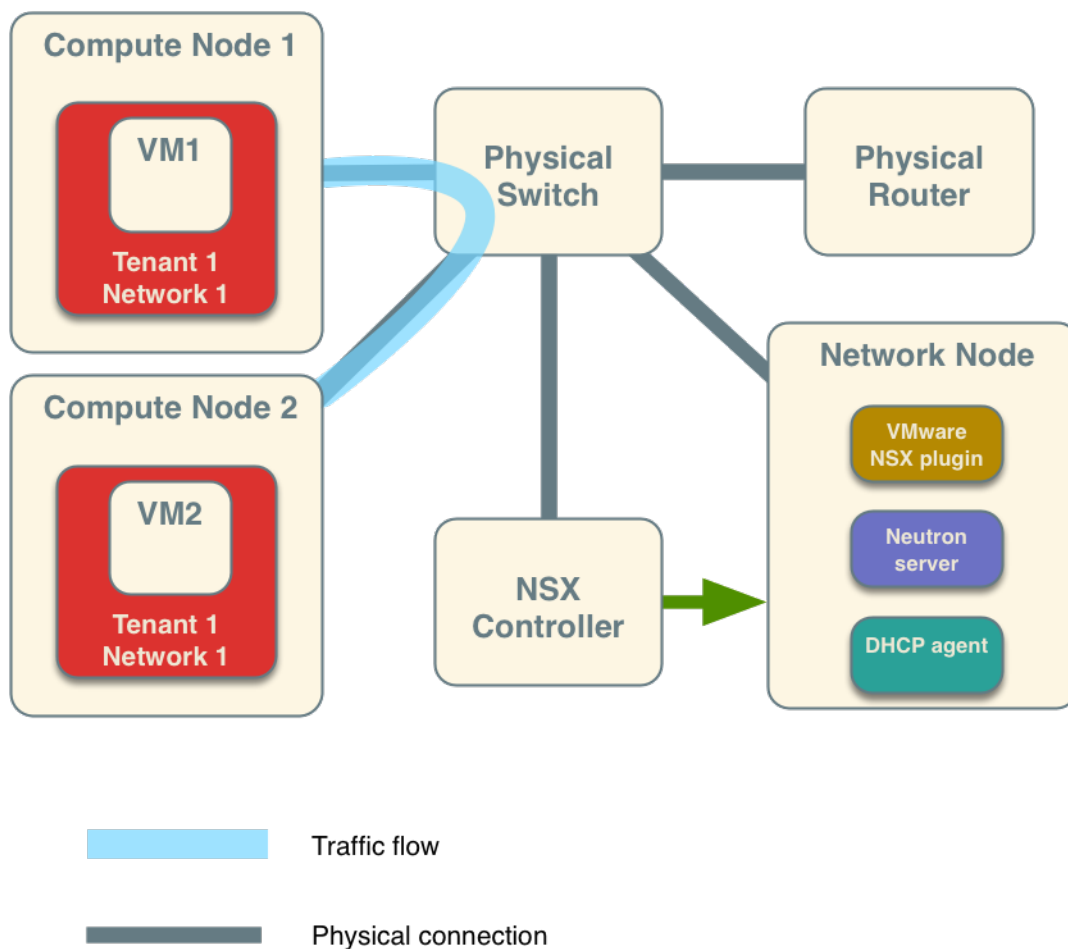 Compute Node 1
VM1
Tenant 1
Network 1
Physical
Switch
Physical
Router
Compute Node 2
VM2
Tenant 1
Network 1
NSX
Controller
Network Node
VMware
NSX plugin
Neutron
server
DHCP agent
Traffic flow
Physical connection